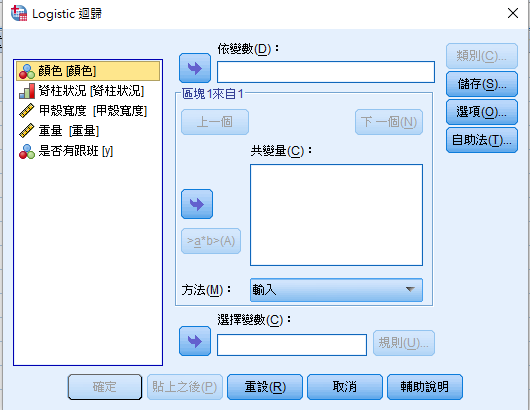 Logistic 迴歸
顏色 [顏色]
脊柱狀況 [脊柱狀況]
甲殼寬度 [甲殼寬度]
重量 [重量]
是否有跟班 [y]
依變數(D)：
區塊1來自1
上一個
下一個(N)
共變量(C)：
>a*b>(A)
方法(M)：
輸入
選擇變數(C)：
規則(U)...
類別(C)...
儲存(S)...
選項(O)...
自助法(T)...
確定
貼上之後(P)
重設(R)
取消
輔助說明